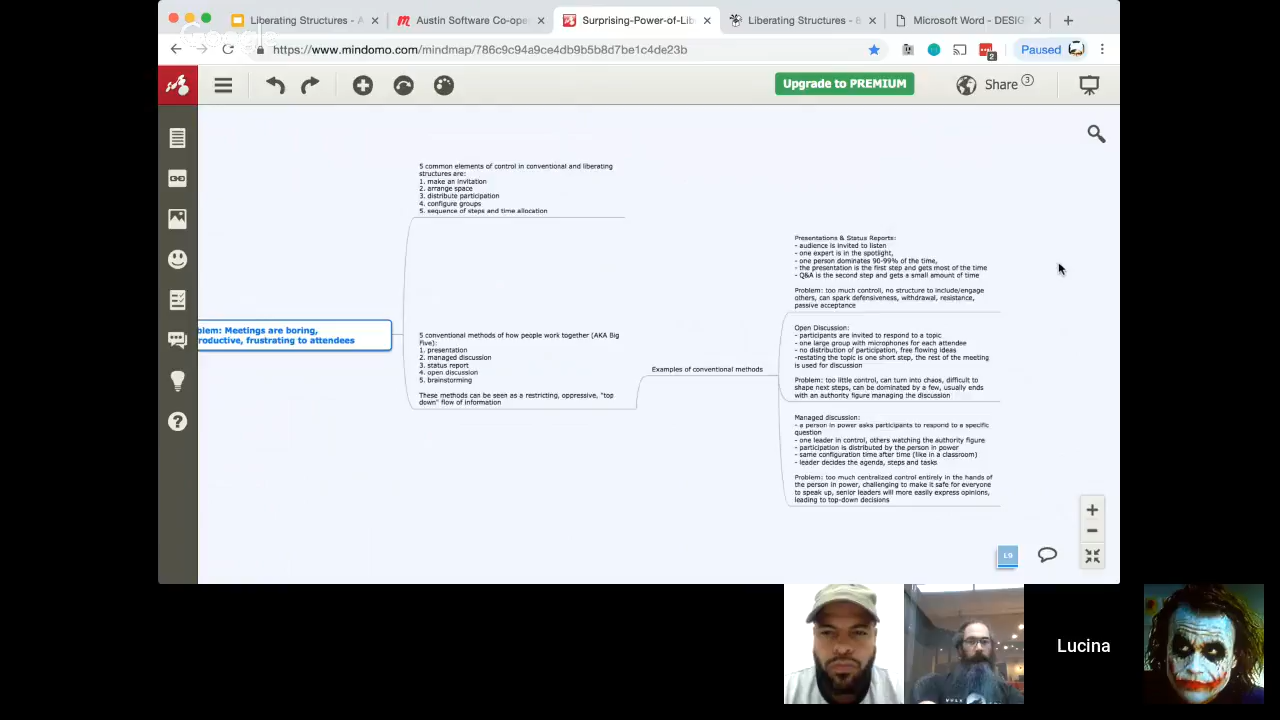 Liberating Structures - A
Austin Software Co-ope
Surprising-Power-of-Lib
Liberating Structures - 6
Microsoft Word - DESIG
https://www.mindomo.com/mindmap/786c9c94a9ce4db9b5b8d7be1c4de23b
2
Paused
Upgrade to PREMIUM
Share 3
5 common elements of control in conventional and liberating
structures are:
1. make an invitation
2. arrange space
3. distribute participation
4. configure groups
5. sequence of steps and time allocation
blem: Meetings are boring,
roductive, frustrating to attendees
5 conventional methods of how people work together (AKA Big
Five):
1. presentation
2. managed discussion
3. status report
4. open discussion
5. brainstorming
These methods can be seen as a restricting, oppressive, "top
down" flow of information
Examples of conventional methods
Presentations & Status Reports:
- audience is invited to listen
- one expert is in the spotlight,
- one person dominates 90-99% of the time,
- the presentation is the first step and gets most of the time
- Q&A is the second step and gets a small amount of time
Problem: too much control, no structure to include/engage
others, can spark defensiveness, withdrawal, resistance,
passive acceptance
Open Discussion:
- participants are invited to respond to a topic
- one large group with microphones for each attendee
- no distribution of participation, free flowing ideas
-restating the topic is one short step, the rest of the meeting
is used for discussion
Problem: too little control, can turn into chaos, difficult to
shape next steps, can be dominated by a few, usually ends
with an authority figure managing the discussion
Managed discussion:
- a person in power asks participants to respond to a specific
question
- one leader in control, others watching the authority figure
- participation is distributed by the person in power
- same configuration time after time (like in a classroom)
- leader decides the agenda, steps and tasks
Problem: too much centralized control entirely in the hands of
the person in power, challenging to make it safe for everyone
to speak up, senior leaders will more easily express opinions,
leading to top-down decisions
L9
Lucina